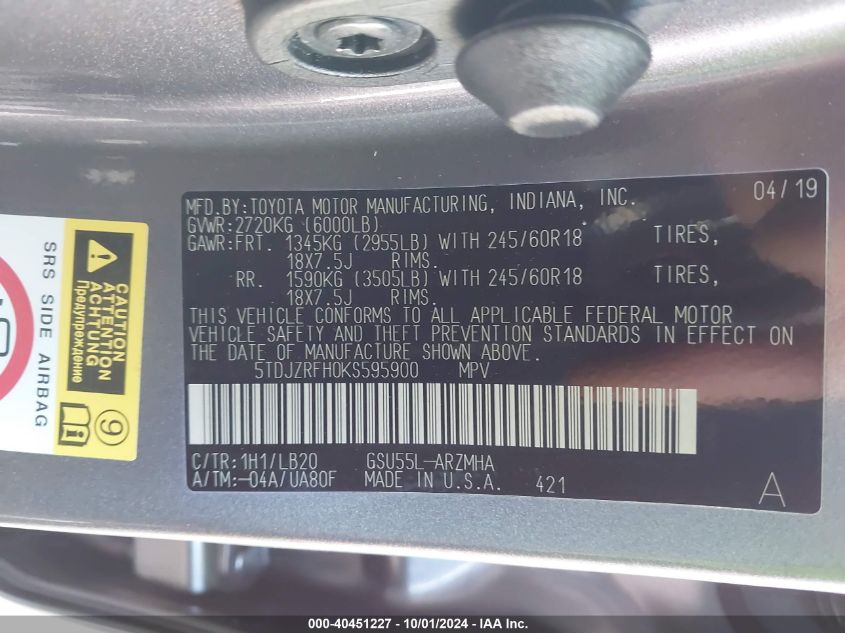 MFD.BY:TOYOTA MOTOR MANUFACTURING, INDIANA, INC. 04/19
GVWR:2720KG (6000LB)
GAWR:FRT. 1345KG (2955LB) WITH 245/60R18 TIRES,
18X7.5J RIMS.
RR. 1590KG (3505LB) WITH 245/60R18 TIRES,
18X7.5J RIMS.
THIS VEHICLE CONFORMS TO ALL APPLICABLE FEDERAL MOTOR
VEHICLE SAFETY AND THEFT PREVENTION STANDARDS IN EFFECT ON
THE DATE OF MANUFACTURE SHOWN ABOVE.
5TDJZRFH0KS595900 MPV
C/TR:1H1/LB20 GSU55L-ARZMHA
A/TM:-04A/UA80F MADE IN U.S.A. 421 A
SRS SIDE AIRBAG
CAUTION
ATTENTION
ACHTUNG
Предупреждение
9
000-40451227 - 10/01/2024 - IAA Inc.